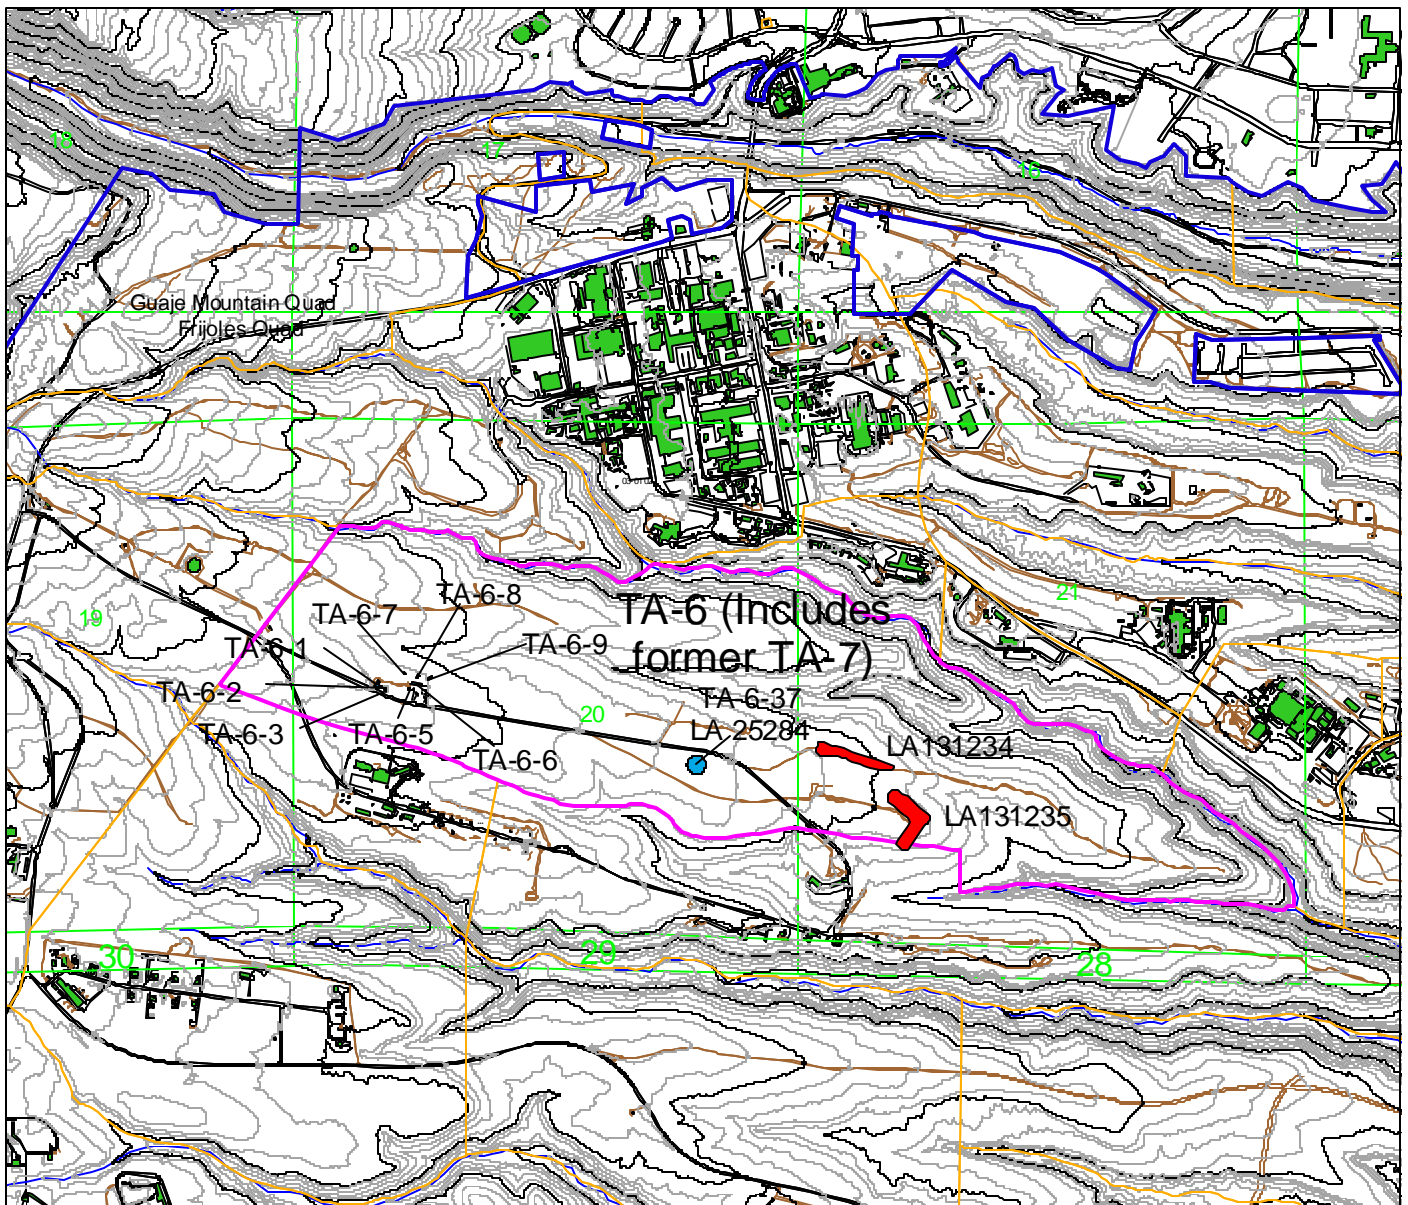 18
17
16
Guaje Mountain Quad
Frijoles Quad
19
TA-6-7
TA-6-8
TA-6 (Includes
former TA-7)
21
TA-6-1
TA-6-9
TA-6-2
TA-6-37
20
LA 25284
TA-6-3
TA-6-5
TA-6-6
LA131234
LA131235
30
29
28